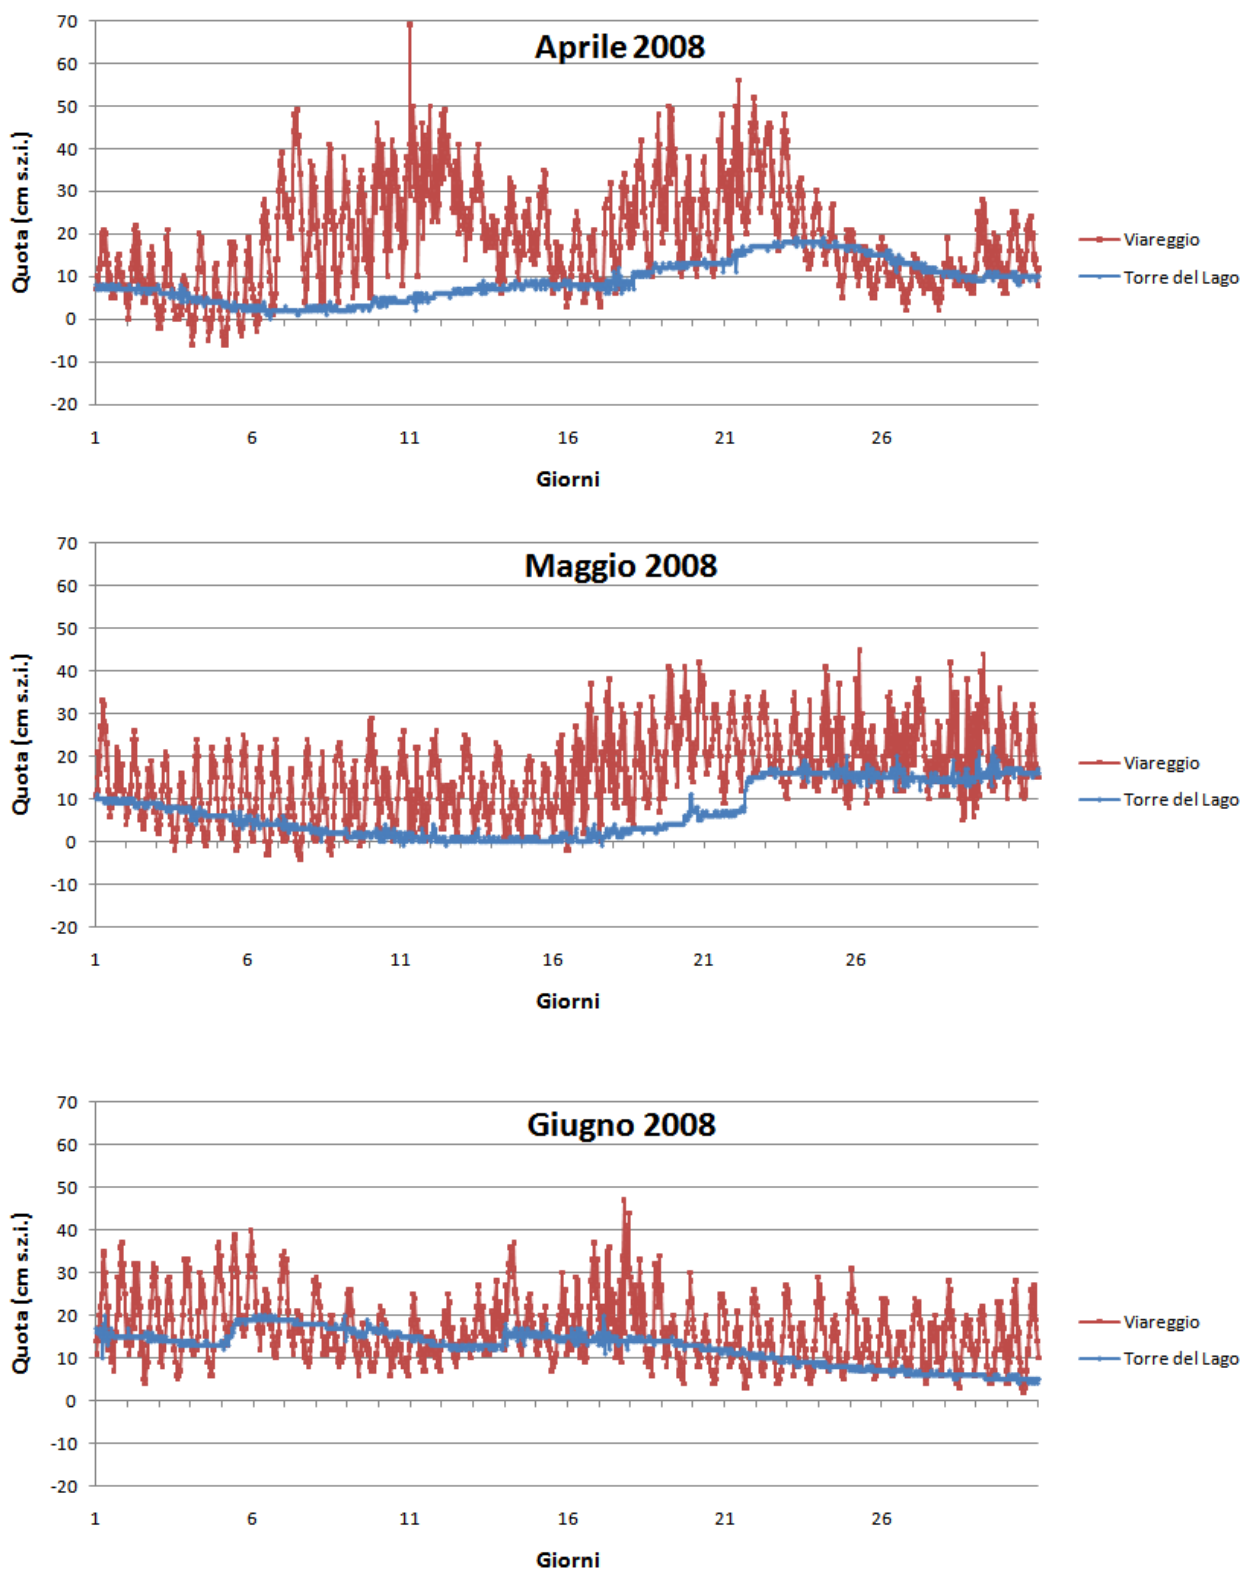 Aprile 2008
Quota (cm s.z.i.)
70
60
50
40
30
20
10
0
-10
-20
1 6 11 16 21 26
Giorni
Viareggio
Torre del Lago
Maggio 2008
Quota (cm s.z.i.)
70
60
50
40
30
20
10
0
-10
-20
1 6 11 16 21 26
Giorni
Viareggio
Torre del Lago
Giugno 2008
Quota (cm s.z.i.)
70
60
50
40
30
20
10
0
-10
-20
1 6 11 16 21 26
Giorni
Viareggio
Torre del Lago